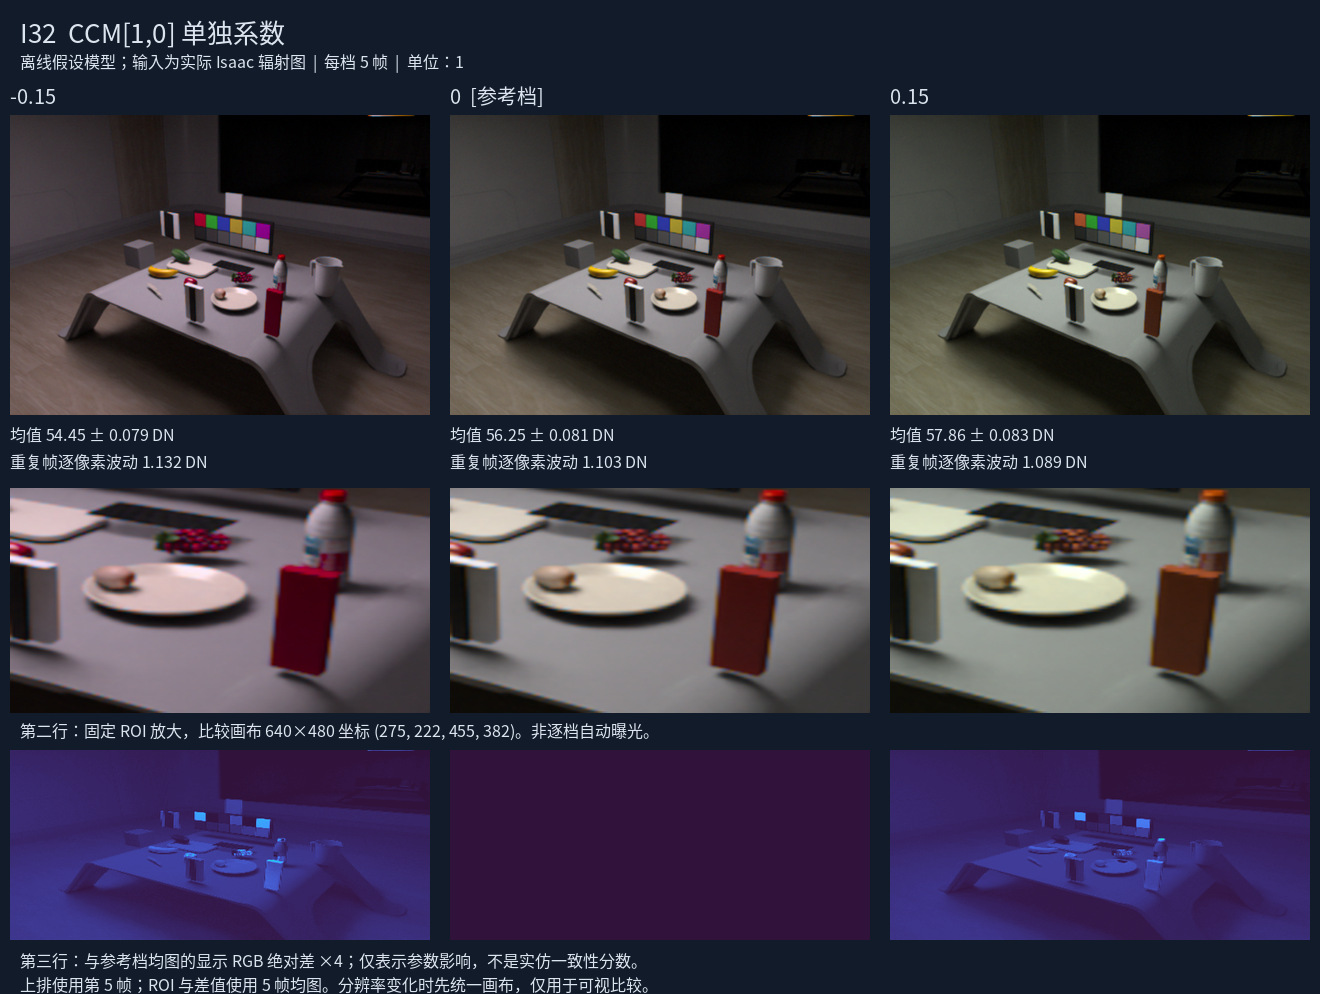 I32 CCM[1,0] 单独系数
离线假设模型；输入为实际 Isaac 辐射图 | 每档 5 帧 | 单位：1
-0.15
0 [参考档]
0.15
均值 54.45 ± 0.079 DN
重复帧逐像素波动 1.132 DN
均值 56.25 ± 0.081 DN
重复帧逐像素波动 1.103 DN
均值 57.86 ± 0.083 DN
重复帧逐像素波动 1.089 DN
第二行：固定 ROI 放大，比较画布 640×480 坐标 (275, 222, 455, 382)。非逐档自动曝光。
第三行：与参考档均图的显示 RGB 绝对差 ×4；仅表示参数影响，不是实仿一致性分数。
上排使用第 5 帧；ROI 与差值使用 5 帧均图。分辨率变化时先统一画布，仅用于可视比较。